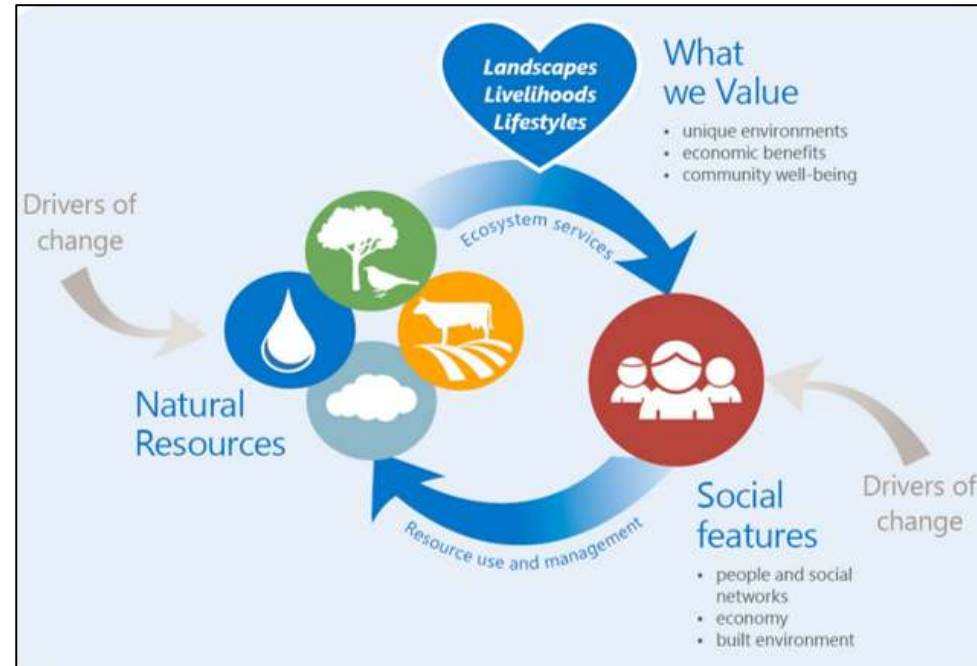 Landscapes
Livelihoods
Lifestyles
What
we Value
• unique environments
• economic benefits
• community well-being
Drivers of
change
Ecosystem services
Natural
Resources
Resource use and management
Social
features
• people and social
networks
• economy
• built environment
Drivers of
change